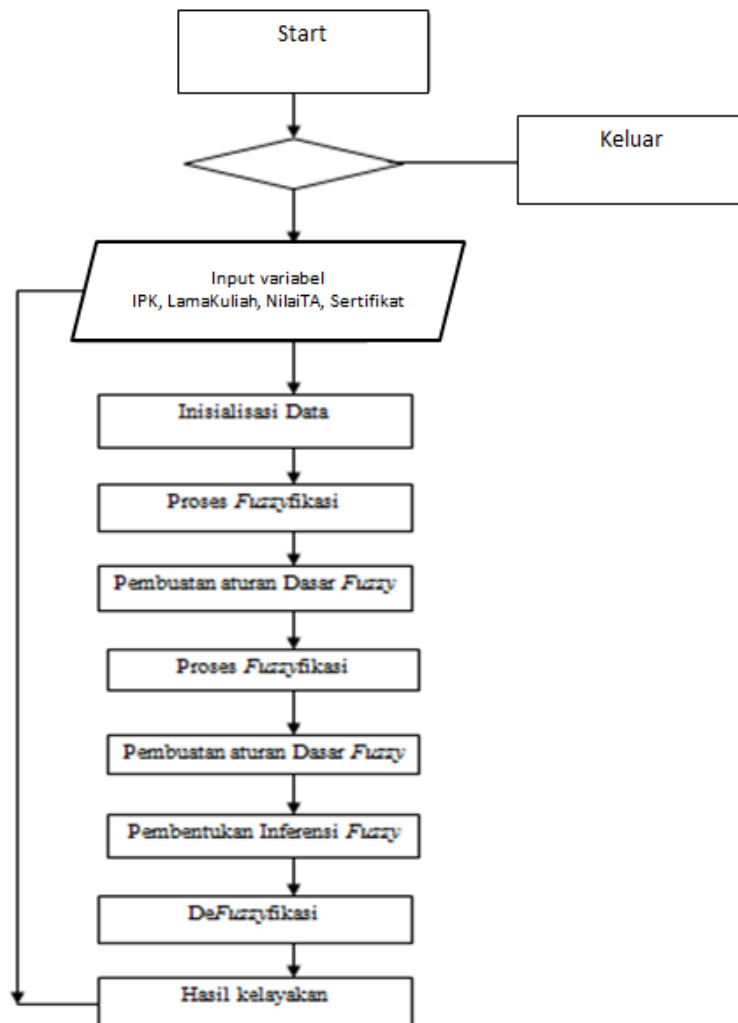 Start
Keluar
Input variabel
IPK, LamaKuliah, NilaiTA, Sertifikat
Inisialisasi Data
Proses Fuzzyfikasi
Pembuatan aturan Dasar Fuzzy
Proses Fuzzyfikasi
Pembuatan aturan Dasar Fuzzy
Pembentukan Inferensi Fuzzy
DeFuzzyfikasi
Hasil kelayakan